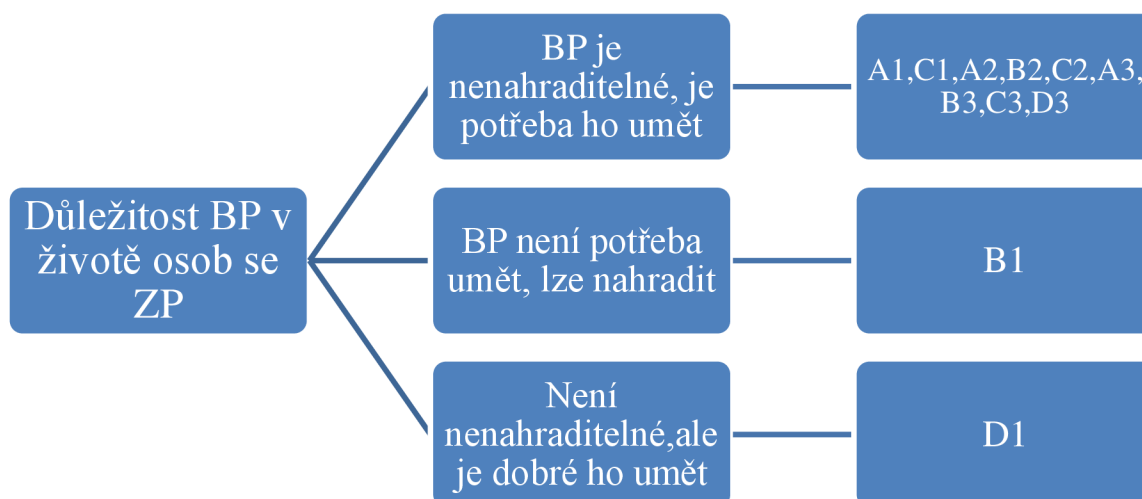 Důležitost BP v
životě osob se
ZP
BP je
nenahraditelné, je
potřeba ho umět
A1,C1,A2,B2,C2,A3,
B3,C3,D3
BP není potřeba
umět, lze nahradit
B1
Není
nenahraditelné,ale
je dobré ho umět
D1